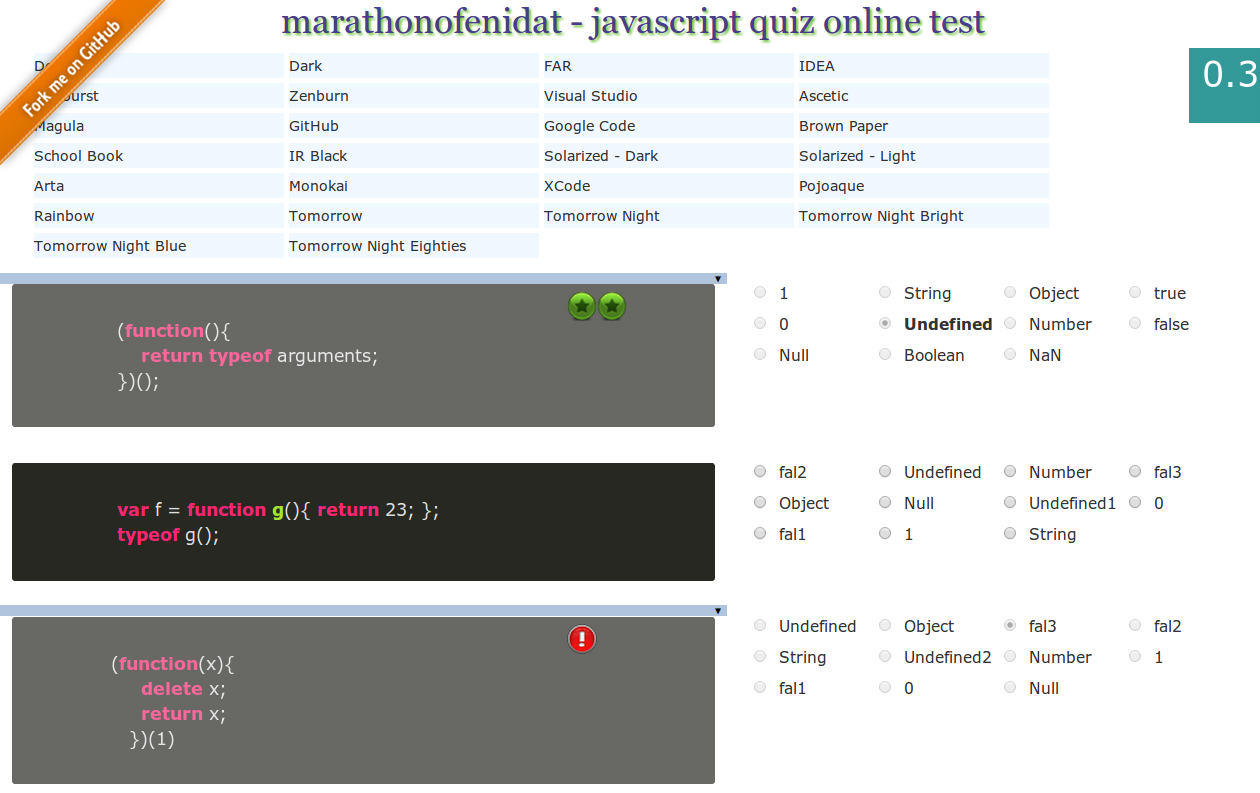 marathonofenidat - javascript quiz online test
Fork me on GitHub
0.3
Dark FAR IDEA
Zenburn Visual Studio Ascetic
Magula GitHub Google Code Brown Paper
School Book IR Black Solarized - Dark Solarized - Light
Arta Monokai XCode Pojoaque
Rainbow Tomorrow Tomorrow Night Tomorrow Night Bright
Tomorrow Night Blue Tomorrow Night Eighties
(function(){
return typeof arguments;
})();
1 String Object true
0 Undefined Number false
Null Boolean NaN
var f = function g(){ return 23; };
typeof g();
fal2 Undefined Number fal3
Object Null Undefined1 0
fal1 1 String
(function(x){
delete x;
return x;
})(1)
Undefined Object fal3 fal2
String Undefined2 Number 1
fal1 0 Null